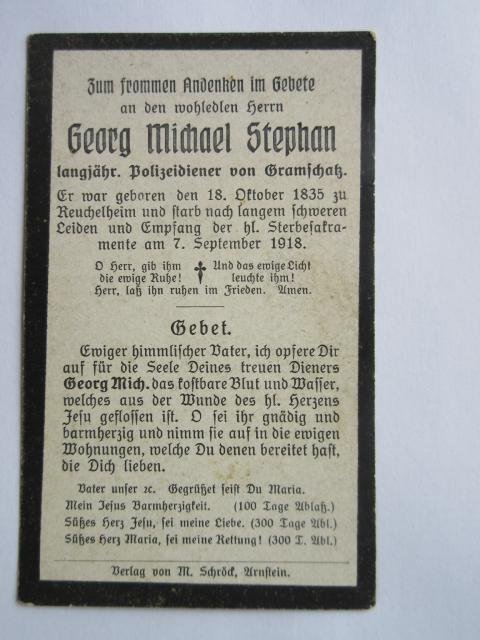 Zum frommen Andenken im Gebete
an den wohledlen Herrn
Georg Michael Stephan
langjähr. Polizeidiener von Gramschatz.
Er war geboren den 18. Oktober 1835 zu
Reuchelheim und starb nach langem schweren
Leiden und Empfang der hl. Sterbesakra-
mente am 7. September 1918.
O Herr, gib ihm † Und das ewige Licht
die ewige Ruhe! leuchte ihm!
Herr, laß ihn ruhen im Frieden. Amen.
Gebet.
Ewiger himmlischer Vater, ich opfere Dir
auf für die Seele Deines treuen Dieners
Georg Mich. das kostbare Blut und Wasser,
welches aus der Wunde des hl. Herzens
Jesu geflossen ist. O sei ihr gnädig und
barmherzig und nimm sie auf in die ewigen
Wohnungen, welche Du denen bereitet hast,
die Dich lieben.
Vater unser ꝛc. Gegrüßet seist Du Maria.
Mein Jesus Barmherzigkeit. (100 Tage Ablaß.)
Süßes Herz Jesu, sei meine Liebe. (300 Tage Abl.)
Süßes Herz Maria, sei meine Rettung! (300 T. Abl.)
Verlag von M. Schröck, Arnstein.